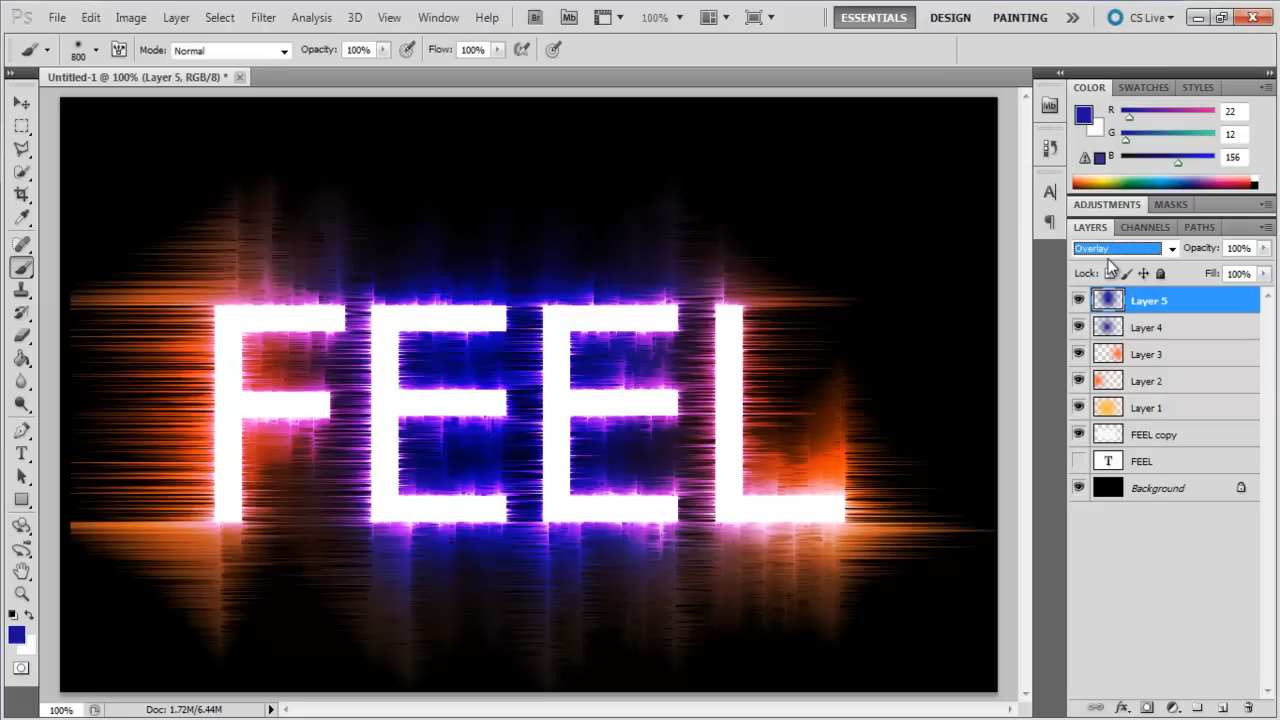 Ps File Edit Image Layer Select Filter Analysis 3D View Window Help Br Mb 100% ESSENTIALS DESIGN PAINTING CS Live
800 Mode: Normal Opacity: 100% Flow: 100%
Untitled-1 @ 100% (Layer 5, RGB/8) *
COLOR SWATCHES STYLES
Mb
R 22
G 12
B 156
A
ADJUSTMENTS MASKS
LAYERS CHANNELS PATHS
Overlay Opacity: 100%
Lock: Fill: 100%
Layer 5
Layer 4
Layer 3
Layer 2
Layer 1
FEEL copy
T FEEL
Background
FEEL
T
100% Doc: 1.72M/6.44M
fx